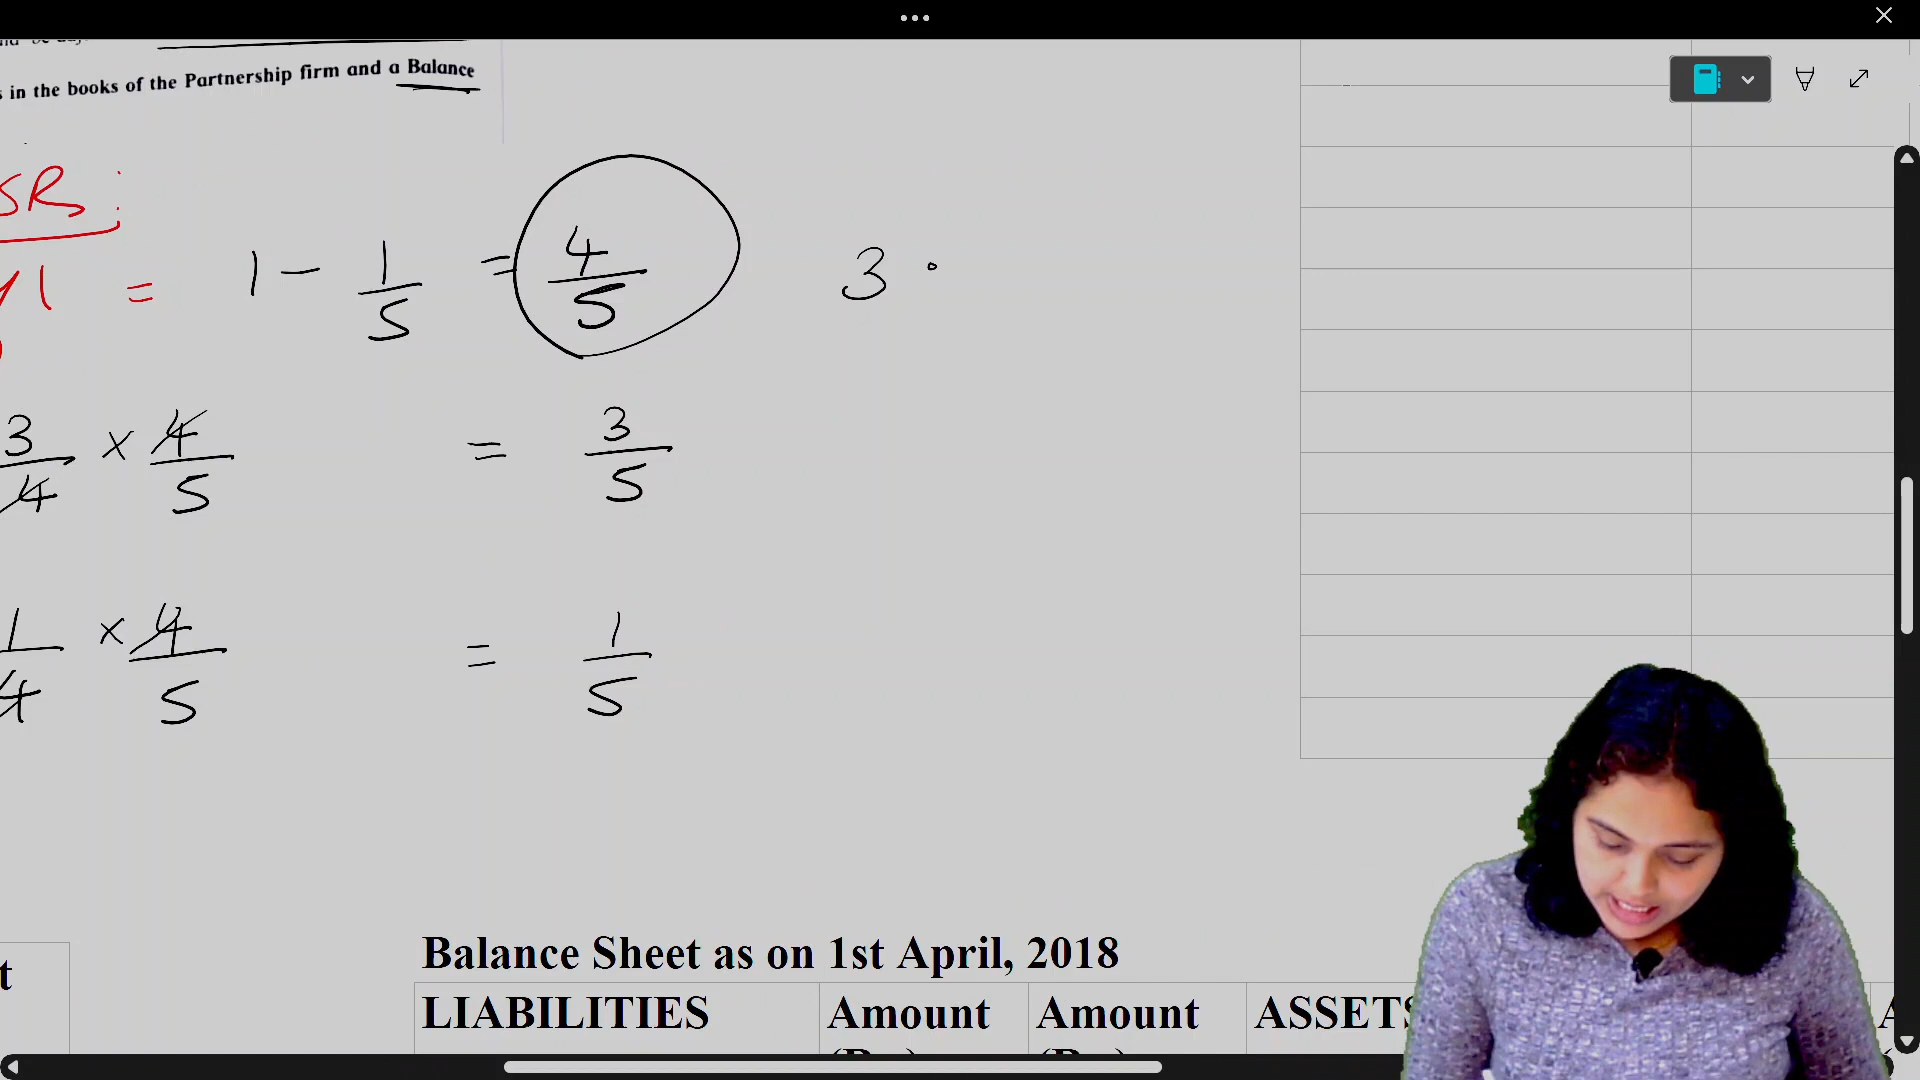 in the books of the Partnership firm and a Balance
SR :
1 = 1 - 1/5 = 4/5 3 :
3/4 × 4/5 = 3/5
1/4 × 4/5 = 1/5
Balance Sheet as on 1st April, 2018
LIABILITIES Amount Amount ASSETS